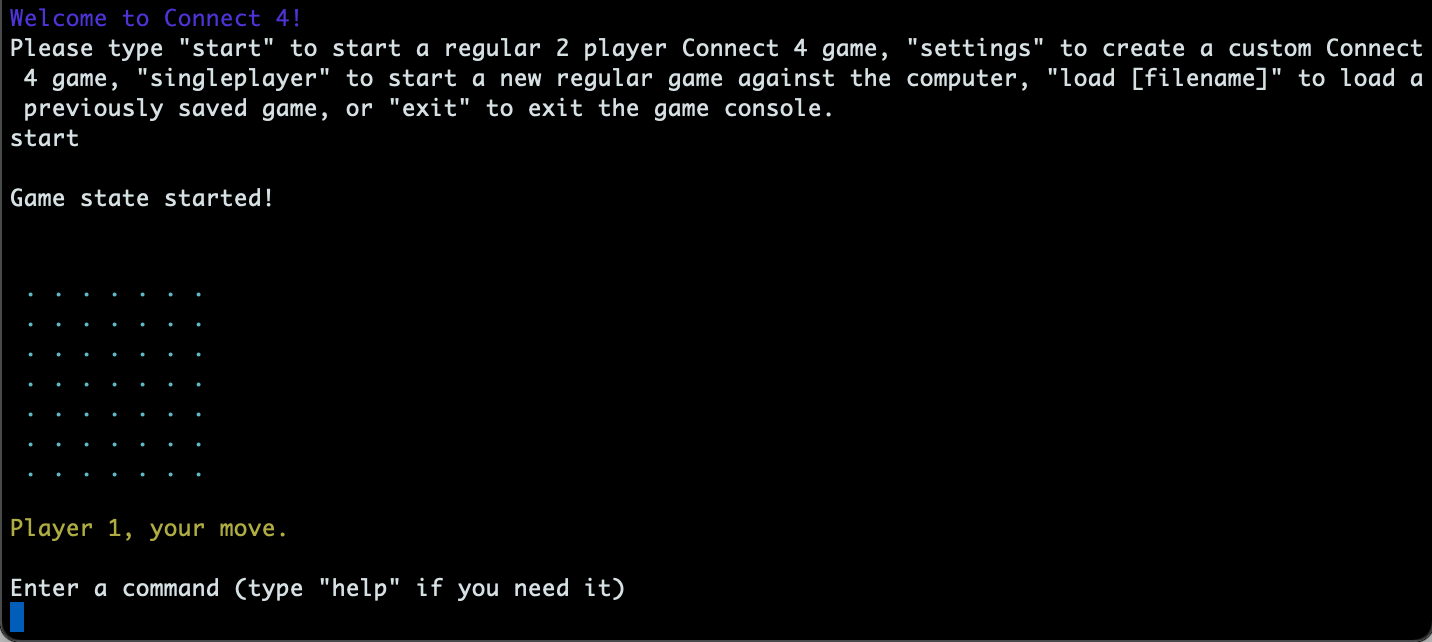 Welcome to Connect 4!
Please type "start" to start a regular 2 player Connect 4 game, "settings" to create a custom Connect
4 game, "singleplayer" to start a new regular game against the computer, "load [filename]" to load a
previously saved game, or "exit" to exit the game console.
start
Game state started!
. . . . . . .
. . . . . . .
. . . . . . .
. . . . . . .
. . . . . . .
. . . . . . .
. . . . . . .
Player 1, your move.
Enter a command (type "help" if you need it)